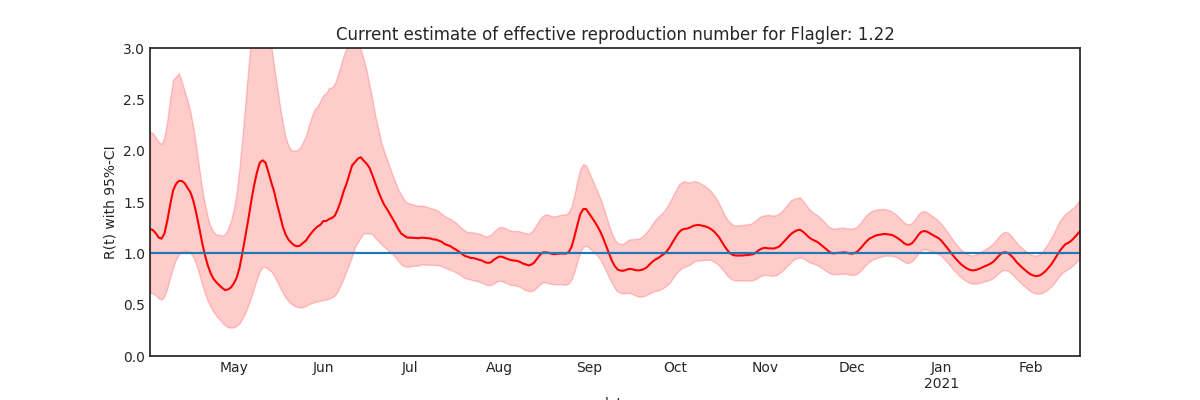 Current estimate of effective reproduction number for Flagler: 1.22
R(t) with 95%-CI
3.0
2.5
2.0
1.5
1.0
0.5
0.0
May Jun Jul Aug Sep Oct Nov Dec Jan Feb
2021